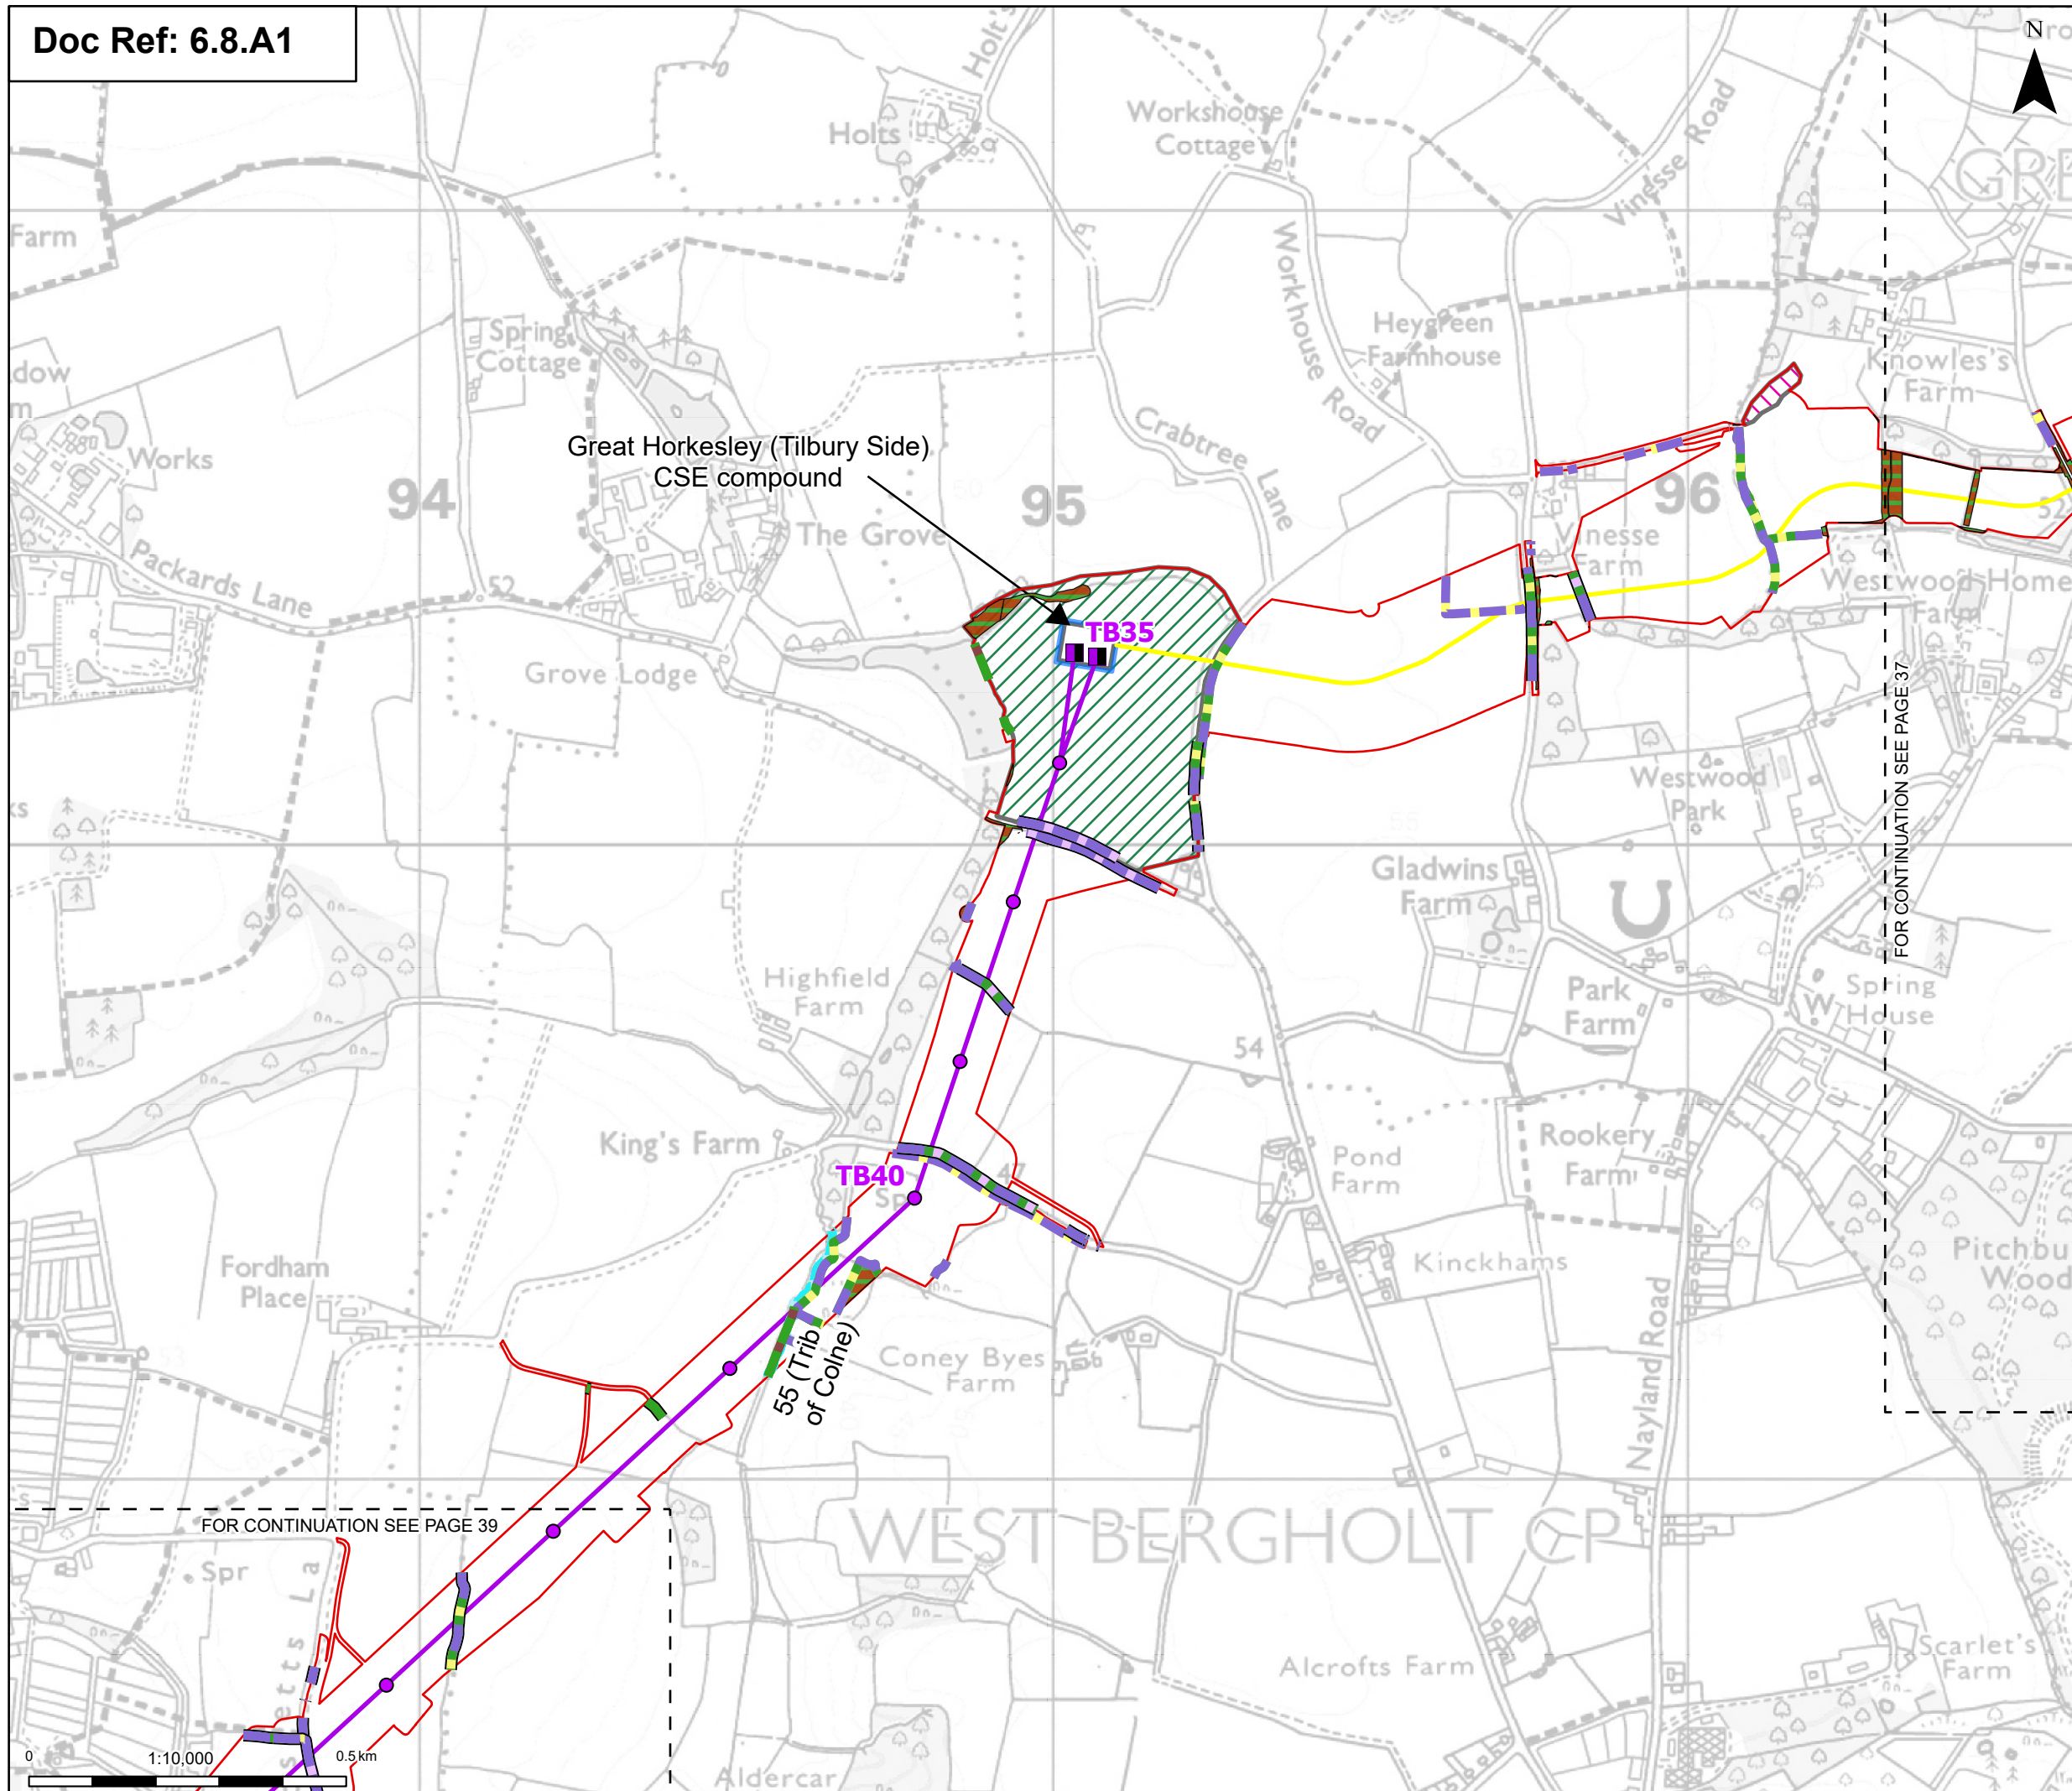 Doc Ref: 6.8.A1
N
Holt's
Holts
Workshouse
Cottage
Vinesse Road
Farm
Spring
Cottage
Workhouse Road
Heygreen
Farmhouse
Knowle's
Farm
Works
94
Great Horkesley (Tilbury Side)
CSE compound
95
Crabtree Lane
96
52
The Grove
Vinesse
Farm
Packards Lane
52
Westwood
Home
Farm
TB35
Grove Lodge
FOR CONTINUATION SEE PAGE 37
Westwood
Park
Gladwins
Farm
U
Highfield
Farm
Park
Farm
W
Spring
House
54
King's Farm
TB40
47
Pond
Farm
Rookery
Farm
Fordham
Place
Kinckhams
Wood
Nayland Road
55 (Trib
of Colne)
Coney Byes
Farm
FOR CONTINUATION SEE PAGE 39
WEST BERGHOLT CP
Spr
Alcrofts Farm
Scarlet's
Farm
0
1:10,000
0.5 km
Aldercar